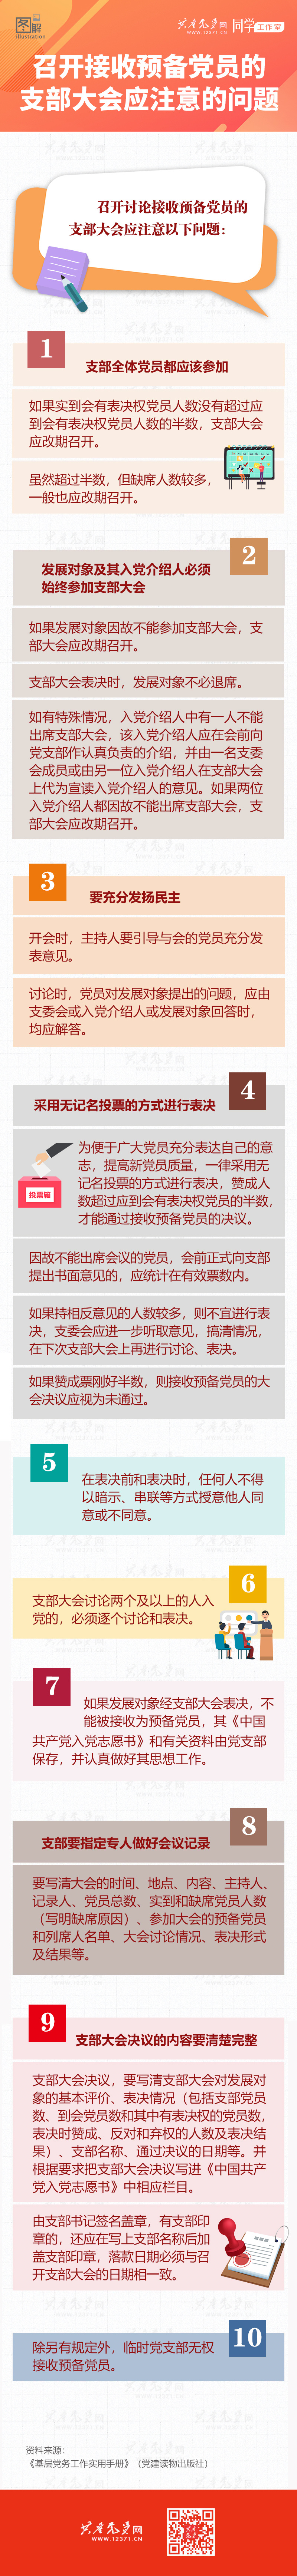 图解
illustration
共产党员网
WWW.12371.CN
同学工作室
召开接收预备党员的
支部大会应注意的问题
召开讨论接收预备党员的
支部大会应注意以下问题：
1
支部全体党员都应该参加
如果实到会有表决权党员人数没有超过应
到会有表决权党员人数的半数，支部大会
应改期召开。
虽然超过半数，但缺席人数较多，
一般也应改期召开。
2
发展对象及其入党介绍人必须
始终参加支部大会
如果发展对象因故不能参加支部大会，支
部大会应改期召开。
支部大会表决时，发展对象不必退席。
如有特殊情况，入党介绍人中有一人不能
出席支部大会，该入党介绍人应在会前向
党支部作认真负责的介绍，并由一名支委
会成员或由另一位入党介绍人在支部大会
上代为宣读入党介绍人的意见。如果两位
入党介绍人都因故不能出席支部大会，支
部大会应改期召开。
3
要充分发扬民主
开会时，主持人要引导与会的党员充分发
表意见。
讨论时，党员对发展对象提出的问题，应由
支委会或入党介绍人或发展对象回答时，
均应解答。
4
采用无记名投票的方式进行表决
投票箱
为便于广大党员充分表达自己的意
志，提高新党员质量，一律采用无
记名投票的方式进行表决，赞成人
数超过应到会有表决权党员的半数，
才能通过接收预备党员的决议。
因故不能出席会议的党员，会前正式向支部
提出书面意见的，应统计在有效票数内。
如果持相反意见的人数较多，则不宜进行表
决，支委会应进一步听取意见，搞清情况，
在下次支部大会上再进行讨论、表决。
如果赞成票刚好半数，则接收预备党员的大
会决议应视为未通过。
5
在表决前和表决时，任何人不得
以暗示、串联等方式授意他人同
意或不同意。
6
支部大会讨论两个及以上的人入
党的，必须逐个讨论和表决。
7
如果发展对象经支部大会表决，不
能被接收为预备党员，其《中国
共产党入党志愿书》和有关资料由党支部
保存，并认真做好其思想工作。
8
支部要指定专人做好会议记录
要写清大会的时间、地点、内容、主持人、
记录人、党员总数、实到和缺席党员人数
（写明缺席原因）、参加大会的预备党员
和列席人名单、大会讨论情况、表决形式
及结果等。
9
支部大会决议的内容要清楚完整
支部大会决议，要写清支部大会对发展对
象的基本评价、表决情况（包括支部党员
数、到会党员数和其中有表决权的党员数，
表决时赞成、反对和弃权的人数及表决结
果）、支部名称、通过决议的日期等。并
根据要求把支部大会决议写进《中国共产
党入党志愿书》中相应栏目。
由支部书记签名盖章，有支部印
章的，还应在写上支部名称后加
盖支部印章，落款日期必须与召
开支部大会的日期相一致。
10
除另有规定外，临时党支部无权
接收预备党员。
资料来源：
《基层党务工作实用手册》（党建读物出版社）
共产党员网
WWW.12371.CN